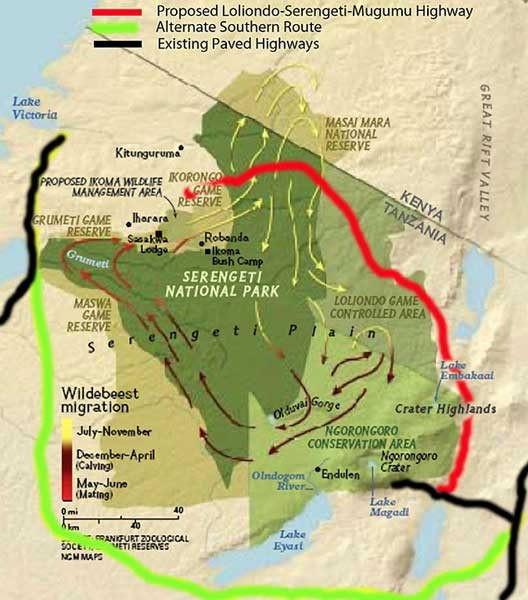 Proposed Loliondo-Serengeti-Mugumu Highway
Alternate Southern Route
Existing Paved Highways
Lake
Victoria
MASAI MARA
NATIONAL
RESERVE
GREAT RIFT VALLEY
Kitunguruma
KENYA
TANZANIA
IKORONGO
GAME
RESERVE
PROPOSED IKOMA WILDLIFE
MANAGEMENT AREA
GRUMETI GAME
RESERVE
Iharara
Sasakwa
Lodge
Robanda
Ikoma
Bush Camp
Grumeti
SERENGETI
NATIONAL PARK
MASWA
GAME
RESERVE
LOLIONDO GAME
CONTROLLED AREA
Serengeti Plain
Lake
Embakaai
Wildebeest
migration
July-November
December-April
(Calving)
May-June
(Mating)
Olduvai Gorge
Crater Highlands
NGORONGORO
CONSERVATION AREA
Ngorongoro
Crater
Endulen
Olndogom
River
Lake
Magadi
Lake
Eyasi
0 mi 40
0 km 40
FRANKFURT ZOOLOGICAL
SOCIETY, RESERVES
NGM MAPS